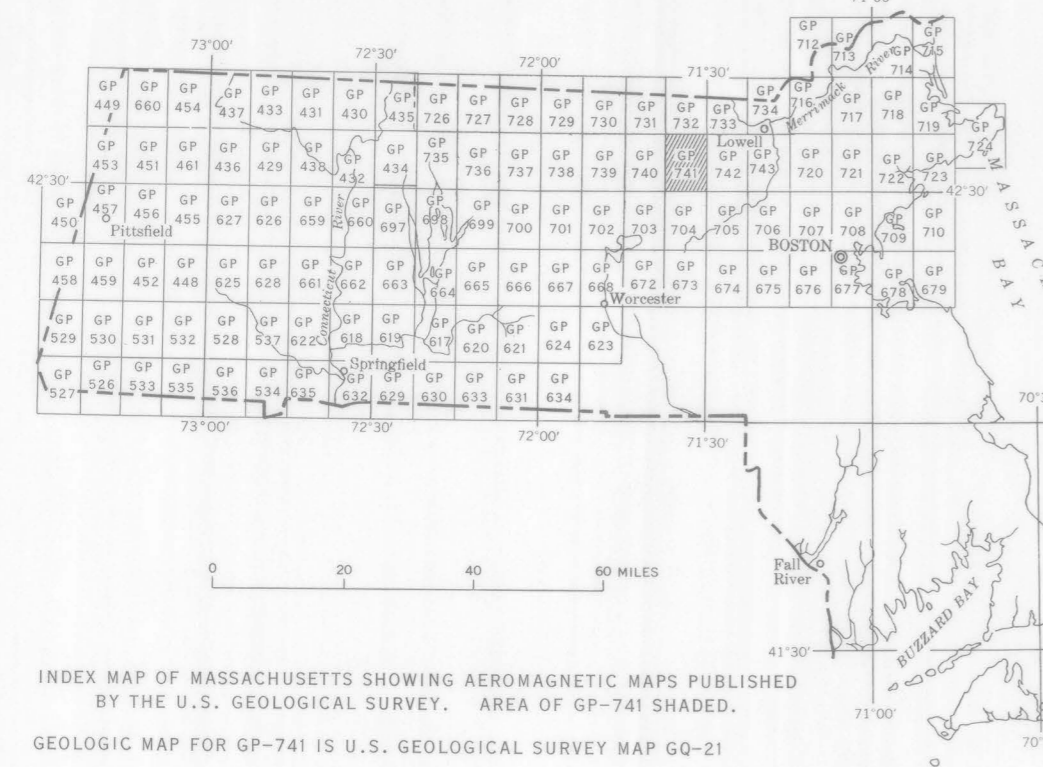 71°00'
73°00' 72°30' 72°00' 71°30'
GP 712 GP 713 GP 714 GP 715
River
Merrimack
GP 449 GP 660 GP 454 GP 437 GP 433 GP 431 GP 430 GP 435 GP 726 GP 727 GP 728 GP 729 GP 730 GP 731 GP 732 GP 733 GP 734 GP 716 GP 717 GP 718 GP 719 GP 724
Lowell
GP 453 GP 451 GP 461 GP 436 GP 429 GP 438 GP 432 GP 434 GP 735 GP 736 GP 737 GP 738 GP 739 GP 740 GP 741 GP 742 GP 743 GP 720 GP 721 GP 722 GP 723
42°30' 42°30'
GP 450 GP 457 GP 456 GP 455 GP 627 GP 626 GP 659 GP 660 GP 697 GP 698 GP 699 GP 700 GP 701 GP 702 GP 703 GP 704 GP 705 GP 706 GP 707 GP 708 GP 709 GP 710
Pittsfield
River
BOSTON
MASSAC
BAY
GP 458 GP 459 GP 452 GP 448 GP 625 GP 628 GP 661 GP 662 GP 663 GP 664 GP 665 GP 666 GP 667 GP 668 GP 672 GP 673 GP 674 GP 675 GP 676 GP 677 GP 678 GP 679
Worcester
Connecticut
GP 529 GP 530 GP 531 GP 532 GP 528 GP 537 GP 622 GP 618 GP 619 GP 617 GP 620 GP 621 GP 624 GP 623
Springfield
GP 527 GP 526 GP 533 GP 535 GP 536 GP 534 GP 635 GP 632 GP 629 GP 630 GP 633 GP 631 GP 634
73°00' 72°30' 72°00' 71°30'
70°3
0 20 40 60 MILES
Fall
River
BUZZARD BAY
41°30'
71°00'
70°
INDEX MAP OF MASSACHUSETTS SHOWING AEROMAGNETIC MAPS PUBLISHED
BY THE U.S. GEOLOGICAL SURVEY. AREA OF GP-741 SHADED.
GEOLOGIC MAP FOR GP-741 IS U.S. GEOLOGICAL SURVEY MAP GQ-21